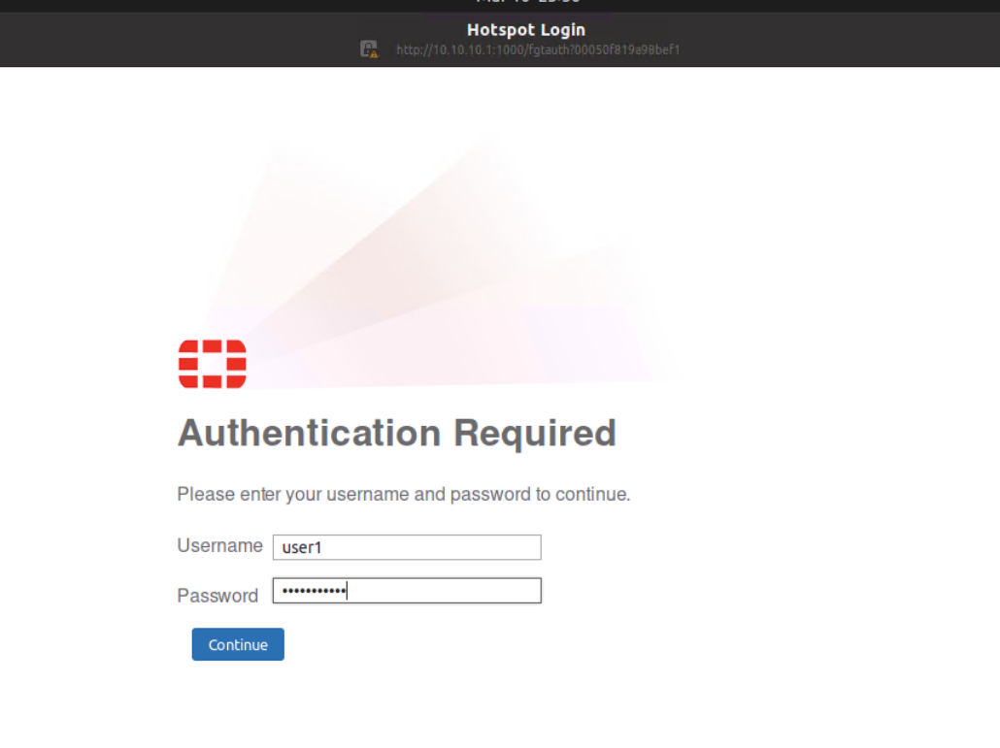 Hotspot Login
http://10.10.10.1:1000/fgtauth?00050f819a98bef1
Authentication Required
Please enter your username and password to continue.
Username user1
Password •••••••••••
Continue